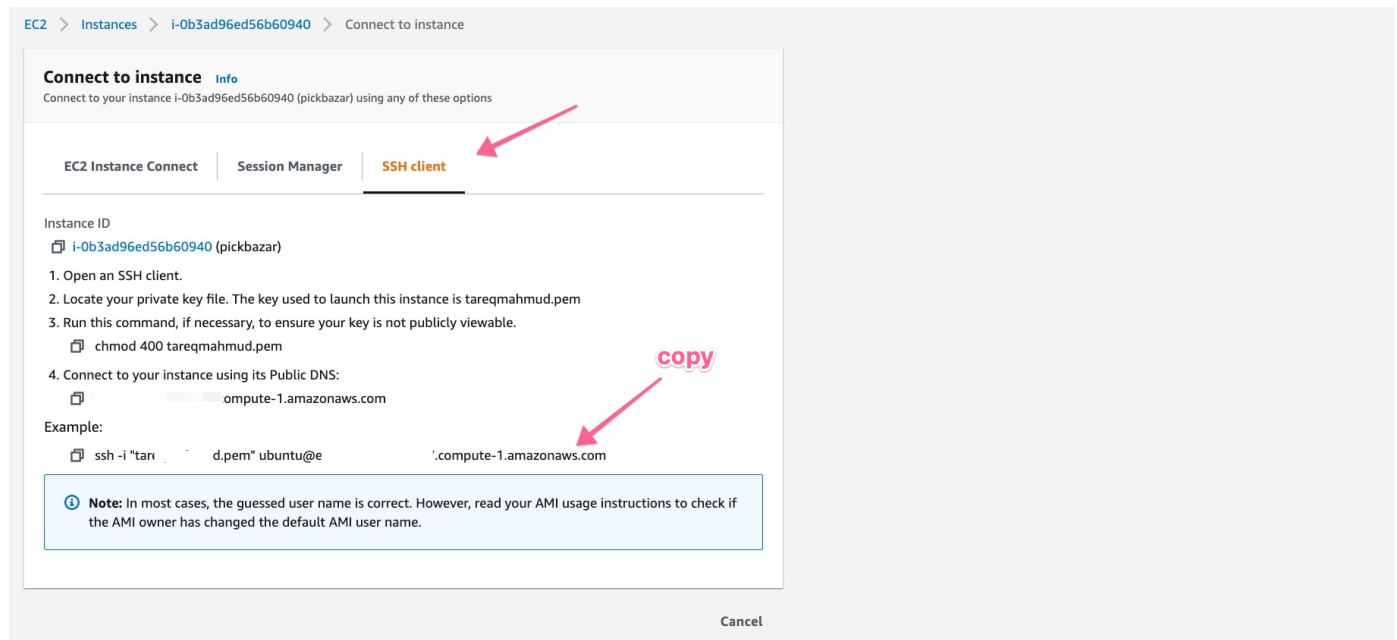 EC2 > Instances > i-0b3ad96ed56b60940 > Connect to instance
Connect to instance Info
Connect to your instance i-0b3ad96ed56b60940 (pickbazar) using any of these options
EC2 Instance Connect Session Manager SSH client
Instance ID
i-0b3ad96ed56b60940 (pickbazar)
1. Open an SSH client.
2. Locate your private key file. The key used to launch this instance is tareqmahmud.pem
3. Run this command, if necessary, to ensure your key is not publicly viewable.
chmod 400 tareqmahmud.pem
copy
4. Connect to your instance using its Public DNS:
ompute-1.amazonaws.com
Example:
ssh -i "tare d.pem" ubuntu@e .compute-1.amazonaws.com
Note: In most cases, the guessed user name is correct. However, read your AMI usage instructions to check if
the AMI owner has changed the default AMI user name.
Cancel